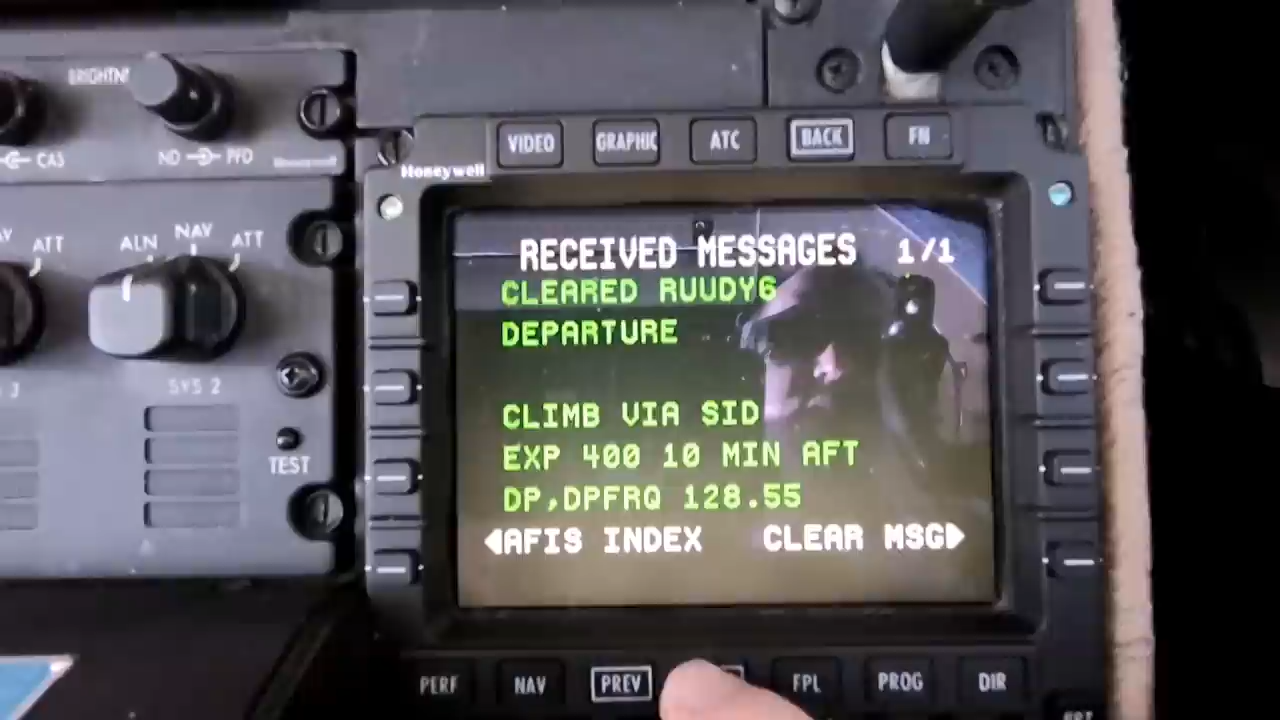 BRIGHTN
CAS
ND
PFD
Honeywell
VIDEO
GRAPHIC
ATC
BACK
FN
Honeywell
ATT
ALN
NAV
ATT
SYS 2
TEST
RECEIVED MESSAGES 1/1
CLEARED RUUDY6
DEPARTURE
CLIMB VIA SID
EXP 400 10 MIN AFT
DP,DPFRQ 128.55
AFIS INDEX CLEAR MSG
PERF
NAV
PREV
FPL
PROG
DIR